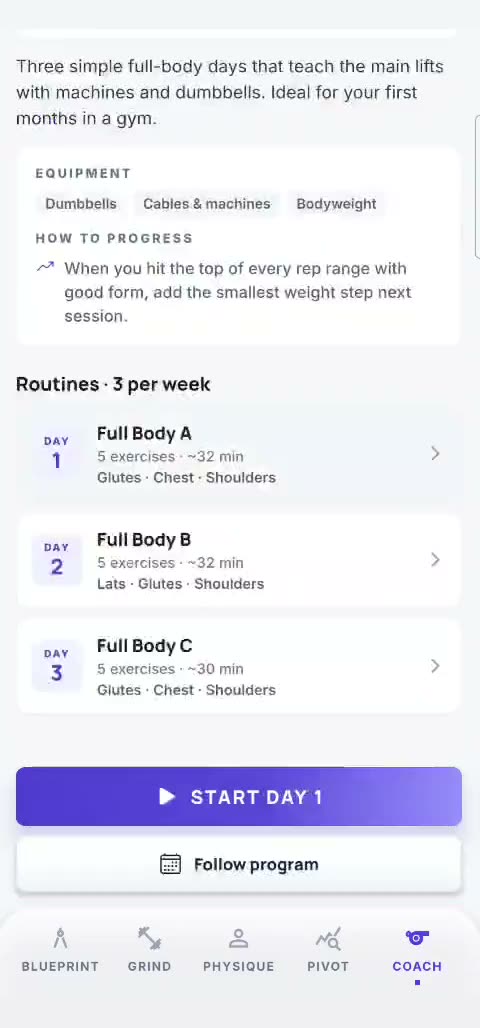 Three simple full-body days that teach the main lifts
with machines and dumbbells. Ideal for your first
months in a gym.
EQUIPMENT
Dumbbells
Cables & machines
Bodyweight
HOW TO PROGRESS
When you hit the top of every rep range with
good form, add the smallest weight step next
session.
Routines · 3 per week
DAY
1
Full Body A
5 exercises · ~32 min
Glutes · Chest · Shoulders
DAY
2
Full Body B
5 exercises · ~32 min
Lats · Glutes · Shoulders
DAY
3
Full Body C
5 exercises · ~30 min
Glutes · Chest · Shoulders
START DAY 1
Follow program
BLUEPRINT
GRIND
PHYSIQUE
PIVOT
COACH